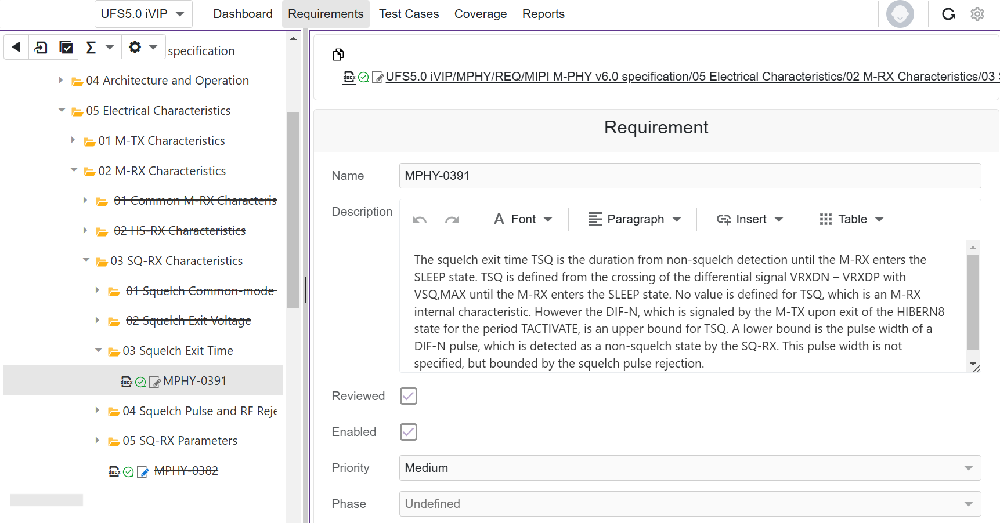 UFS5.0 iVIP
Dashboard
Requirements
Test Cases
Coverage
Reports
specification
04 Architecture and Operation
05 Electrical Characteristics
01 M-TX Characteristics
02 M-RX Characteristics
01 Common M-RX Characteris
02 HS-RX Characteristics
03 SQ-RX Characteristics
01 Squelch Common-mode
02 Squelch Exit Voltage
03 Squelch Exit Time
docx MPHY-0391
04 Squelch Pulse and RF Reje
05 SQ-RX Parameters
docx MPHY-0382
docx UFS5.0 iVIP/MPHY/REQ/MIPI M-PHY v6.0 specification/05 Electrical Characteristics/02 M-RX Characteristics/03 S
Requirement
Name
MPHY-0391
Description
A Font
Paragraph
Insert
Table
The squelch exit time TSQ is the duration from non-squelch detection until the M-RX enters the
SLEEP state. TSQ is defined from the crossing of the differential signal VRXDN – VRXDP with
VSQ,MAX until the M-RX enters the SLEEP state. No value is defined for TSQ, which is an M-RX
internal characteristic. However the DIF-N, which is signaled by the M-TX upon exit of the HIBERN8
state for the period TACTIVATE, is an upper bound for TSQ. A lower bound is the pulse width of a
DIF-N pulse, which is detected as a non-squelch state by the SQ-RX. This pulse width is not
specified, but bounded by the squelch pulse rejection.
Reviewed
Enabled
Priority
Medium
Phase
Undefined